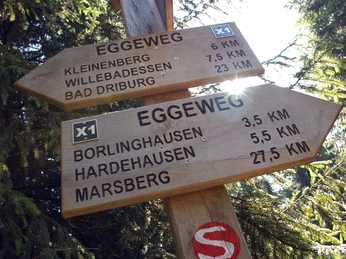 EGGEWEG X1
KLEINENBERG 6 KM
WILLEBADESSEN 7,5 KM
BAD DRIBURG 23 KM
EGGEWEG
X1
BORLINGHAUSEN 3,5 KM
HARDEHAUSEN 5,5 KM
MARSBERG 27,5 KM
S